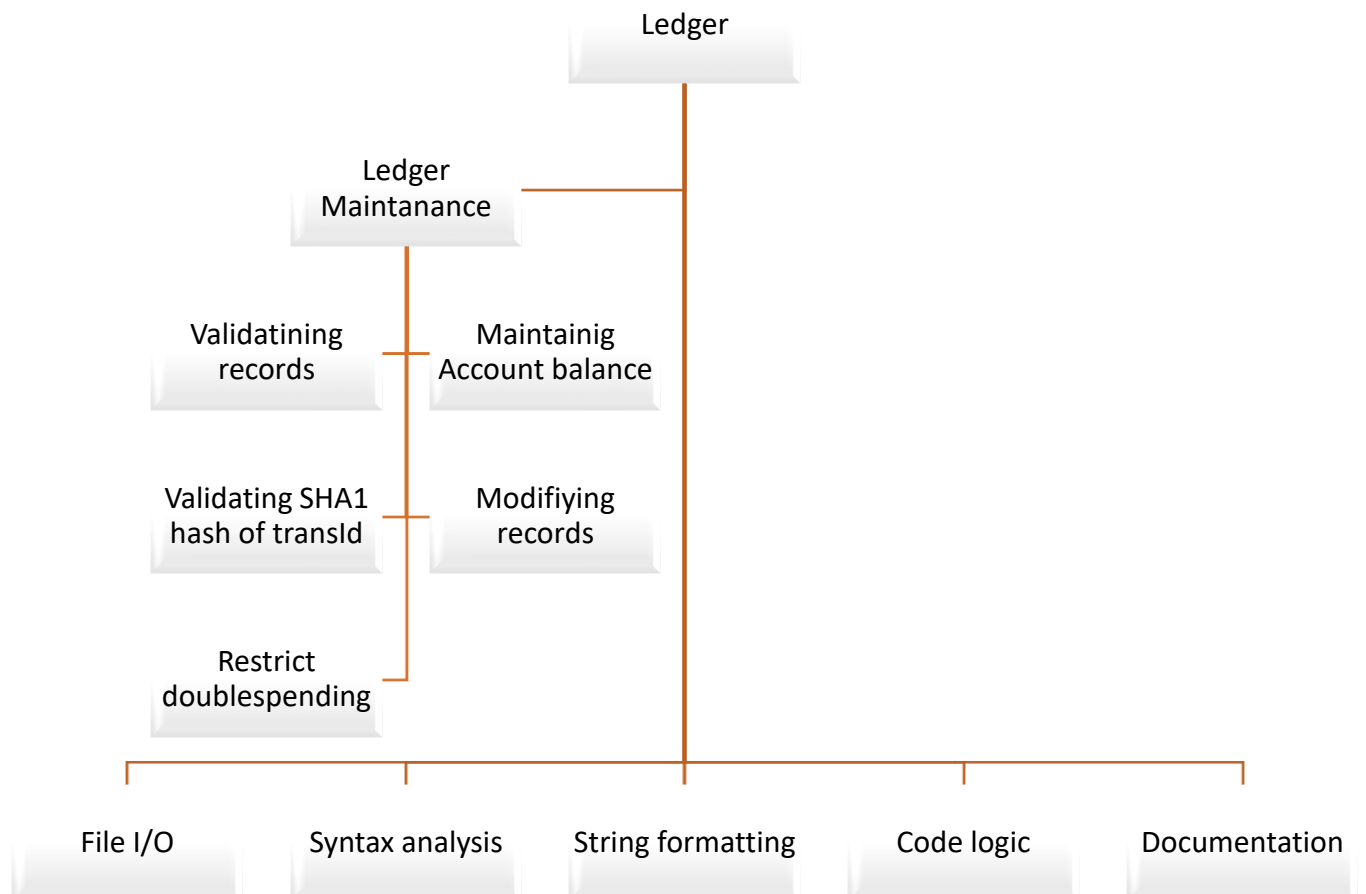 Ledger
Ledger
Maintanance
Validatining
records
Maintainig
Account balance
Validating SHA1
hash of transId
Modifiying
records
Restrict
doublespending
File I/O
Syntax analysis
String formatting
Code logic
Documentation